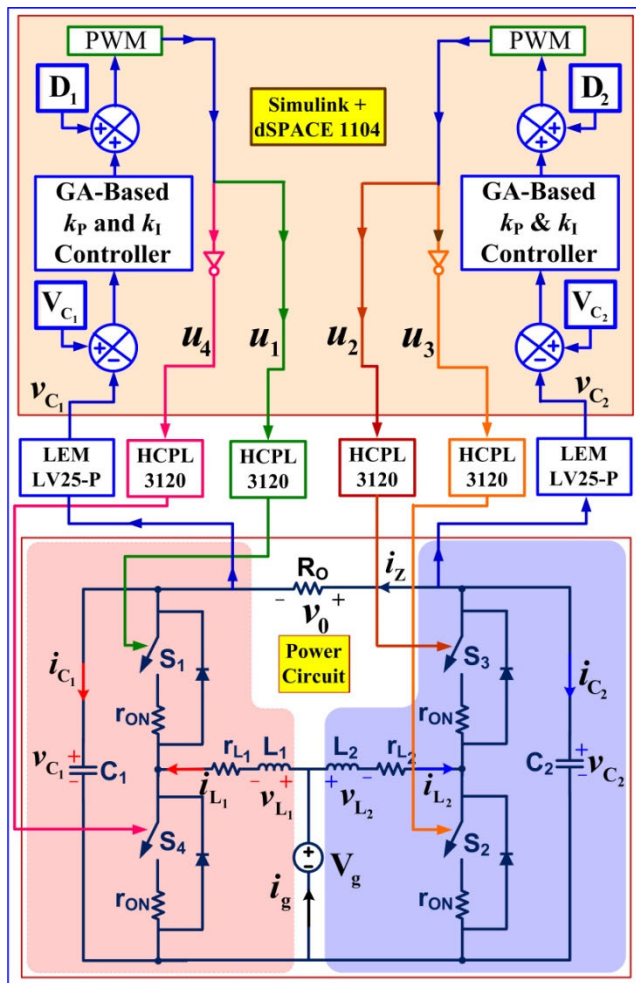 PWM
PWM
D1
D2
Simulink +
dSPACE 1104
+
+
+
+
GA-Based
kP and kI
Controller
GA-Based
kP & kI
Controller
VC1
+
-
u4
u1
u2
u3
-
+
VC2
vC1
vC2
LEM
LV25-P
HCPL
3120
HCPL
3120
HCPL
3120
HCPL
3120
LEM
LV25-P
RO
iZ
- v0 +
Power
Circuit
iC1
S1
S3
iC2
rON
rON
vC1
+
-
C1
rL1
L1
L2
rL2
C2
+
-
vC2
iL1
-
vL1
+
+
vL2
-
iL2
S4
+
-
Vg
S2
ig
rON
rON